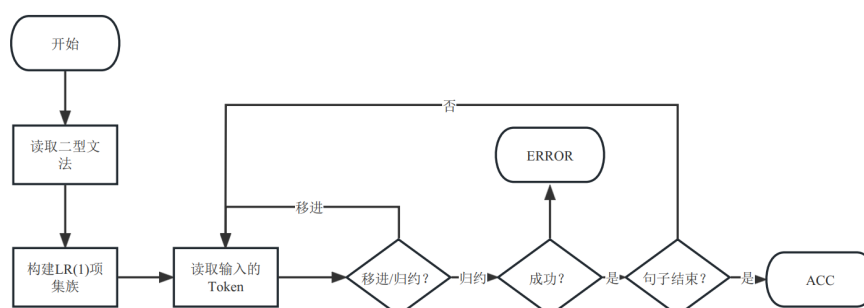 开始
读取二型文
法
构建LR(1)项
集族
读取输入的
Token
移进/归约？
移进
归约
成功？
ERROR
是
句子结束？
否
是
ACC